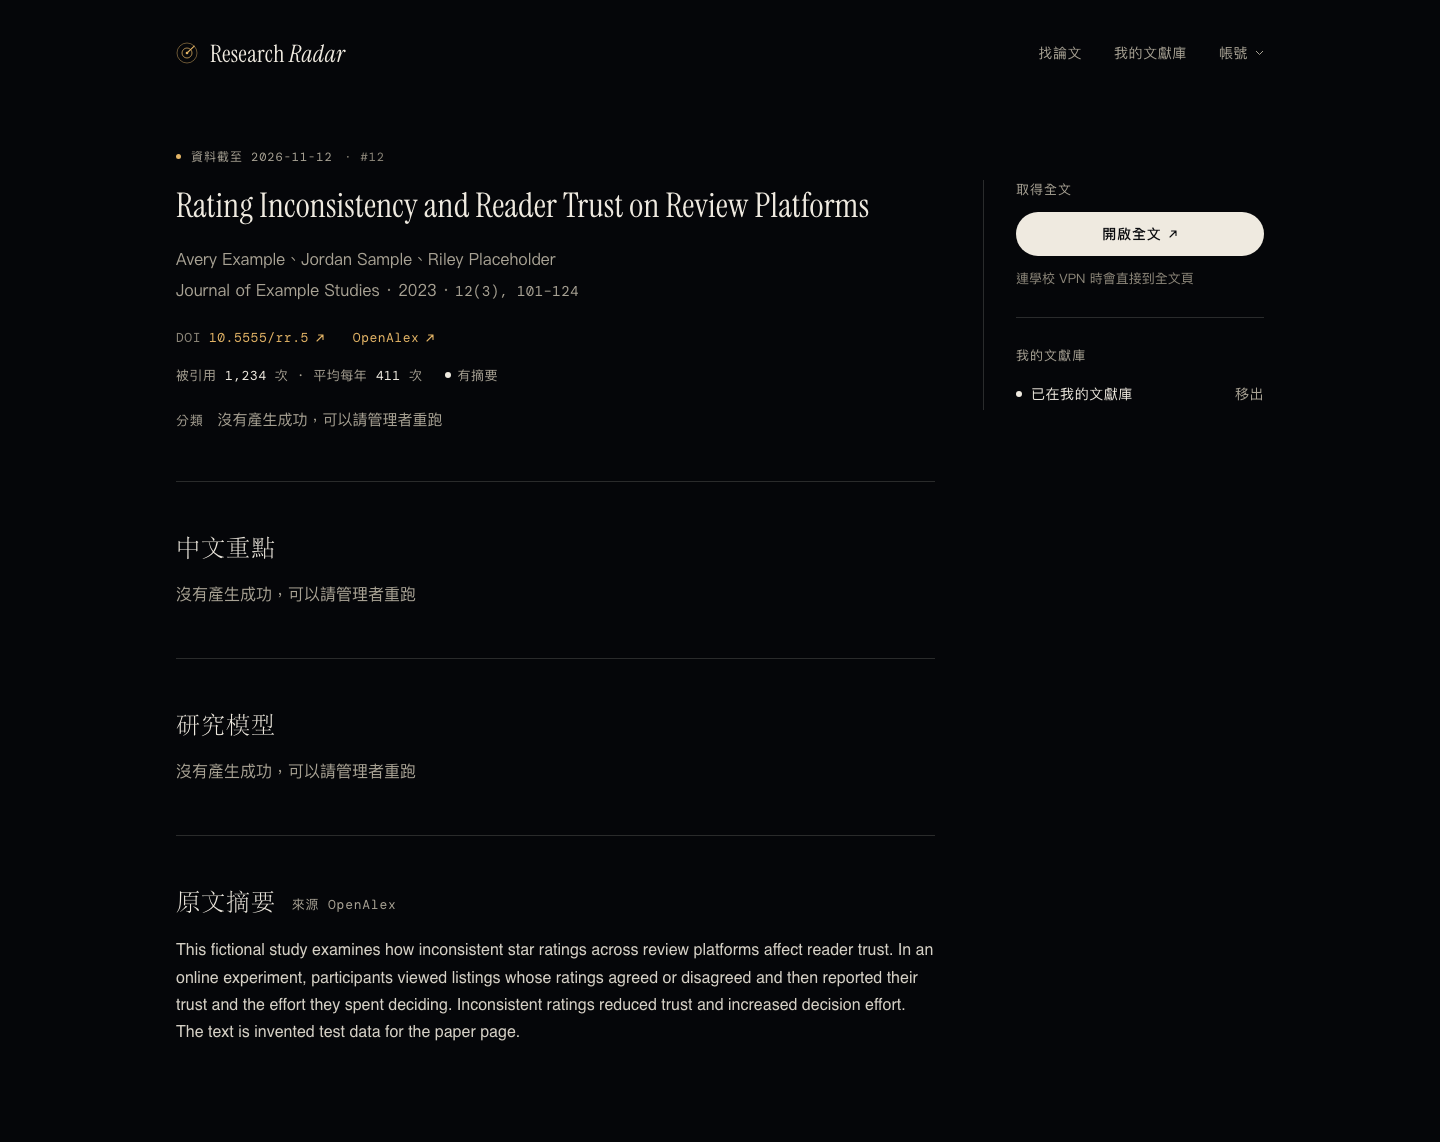 Research Radar
找論文
我的文獻庫
帳號
資料截至 2026-11-12 · #12
Rating Inconsistency and Reader Trust on Review Platforms
Avery Example、Jordan Sample、Riley Placeholder
Journal of Example Studies · 2023 · 12(3), 101–124
DOI 10.5555/rr.5 ↗ OpenAlex ↗
被引用 1,234 次 · 平均每年 411 次 有摘要
分類 沒有產生成功，可以請管理者重跑
中文重點
沒有產生成功，可以請管理者重跑
研究模型
沒有產生成功，可以請管理者重跑
原文摘要 來源 OpenAlex
This fictional study examines how inconsistent star ratings across review platforms affect reader trust. In an
online experiment, participants viewed listings whose ratings agreed or disagreed and then reported their
trust and the effort they spent deciding. Inconsistent ratings reduced trust and increased decision effort.
The text is invented test data for the paper page.
取得全文
開啟全文 ↗
連學校 VPN 時會直接到全文頁
我的文獻庫
已在我的文獻庫 移出